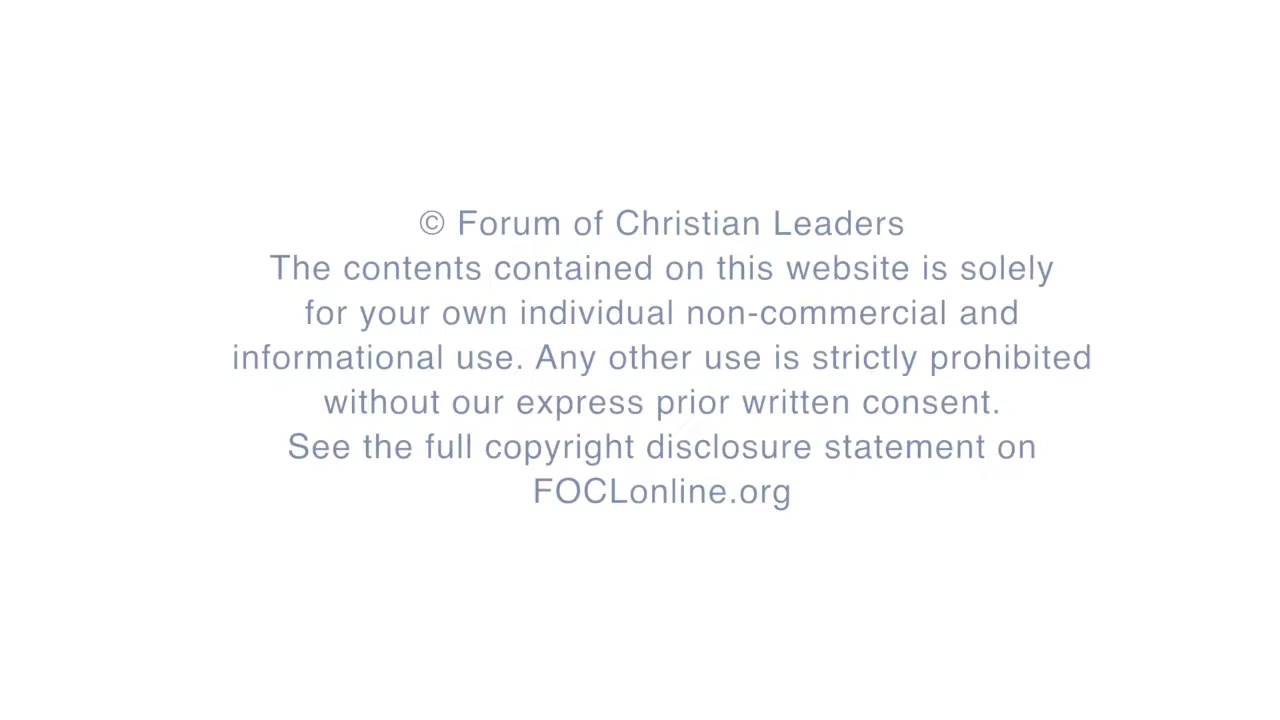 © Forum of Christian Leaders
The contents contained on this website is solely
for your own individual non-commercial and
informational use. Any other use is strictly prohibited
without our express prior written consent.
See the full copyright disclosure statement on
FOCLonline.org